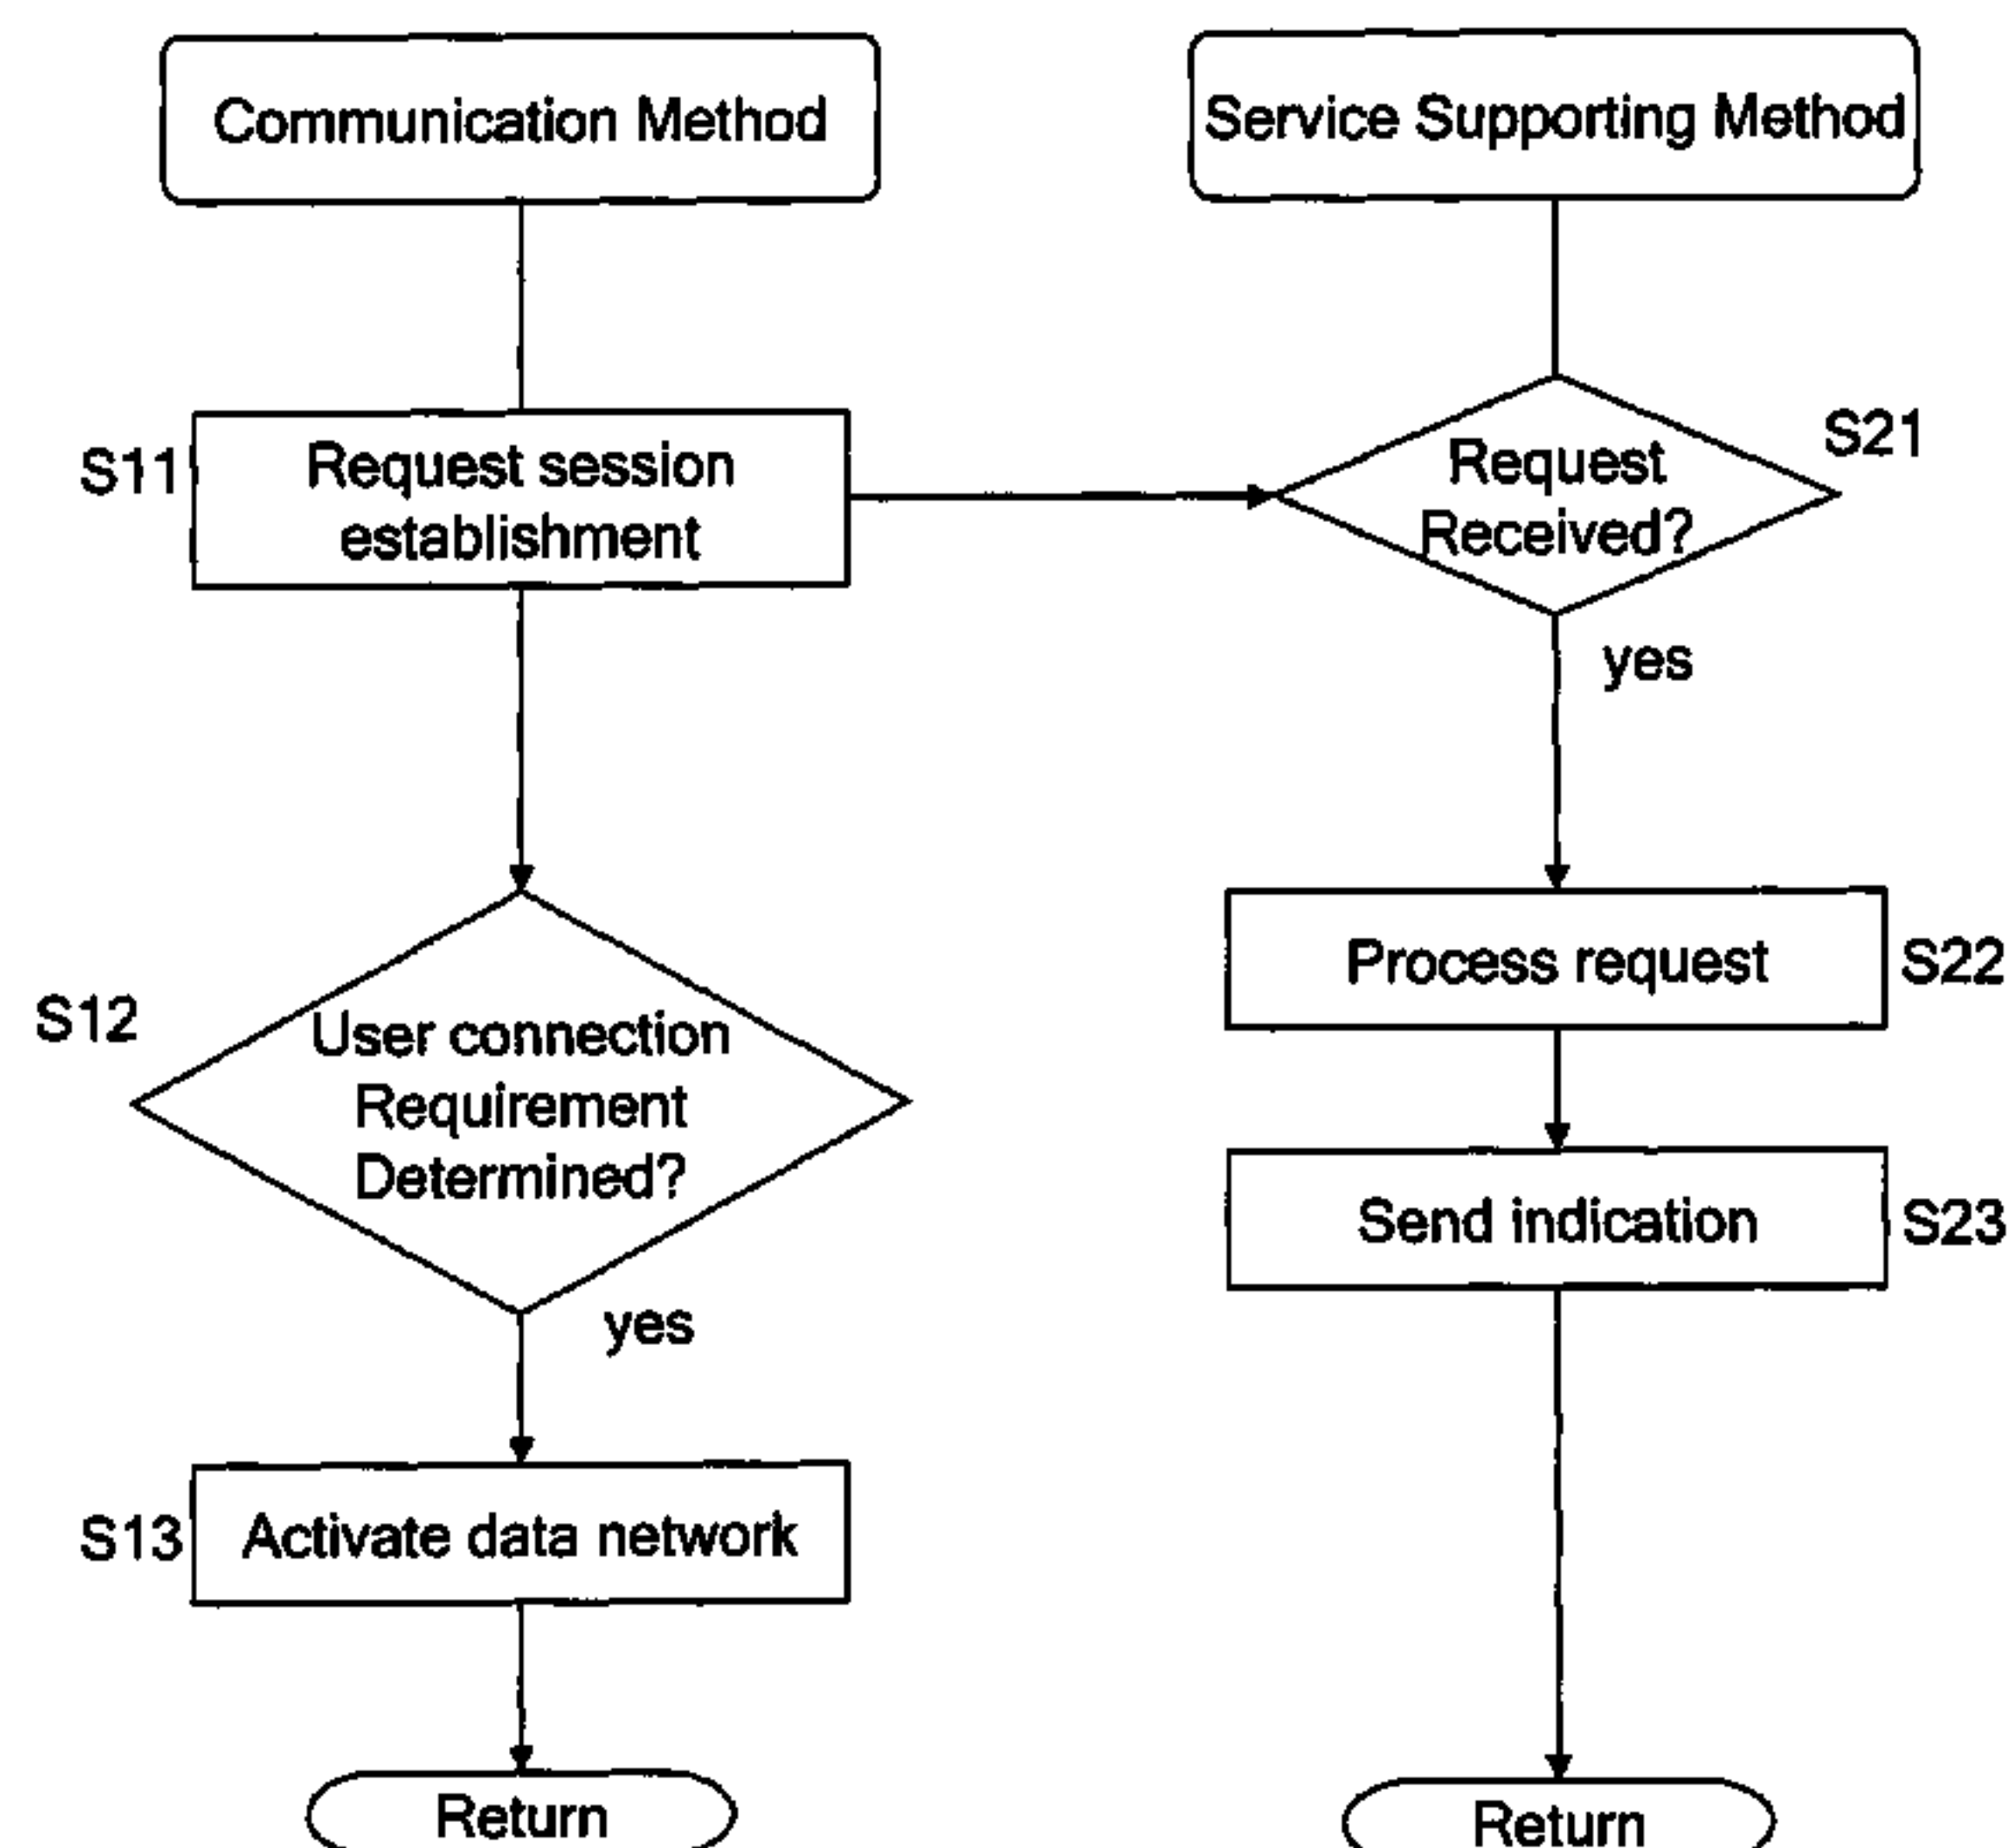 Communication Method
Service Supporting Method
S11
Request session
establishment
Request
Received?
S21
yes
S12
User connection
Requirement
Determined?
yes
Process request
S22
Send indication
S23
S13
Activate data network
Return
Return